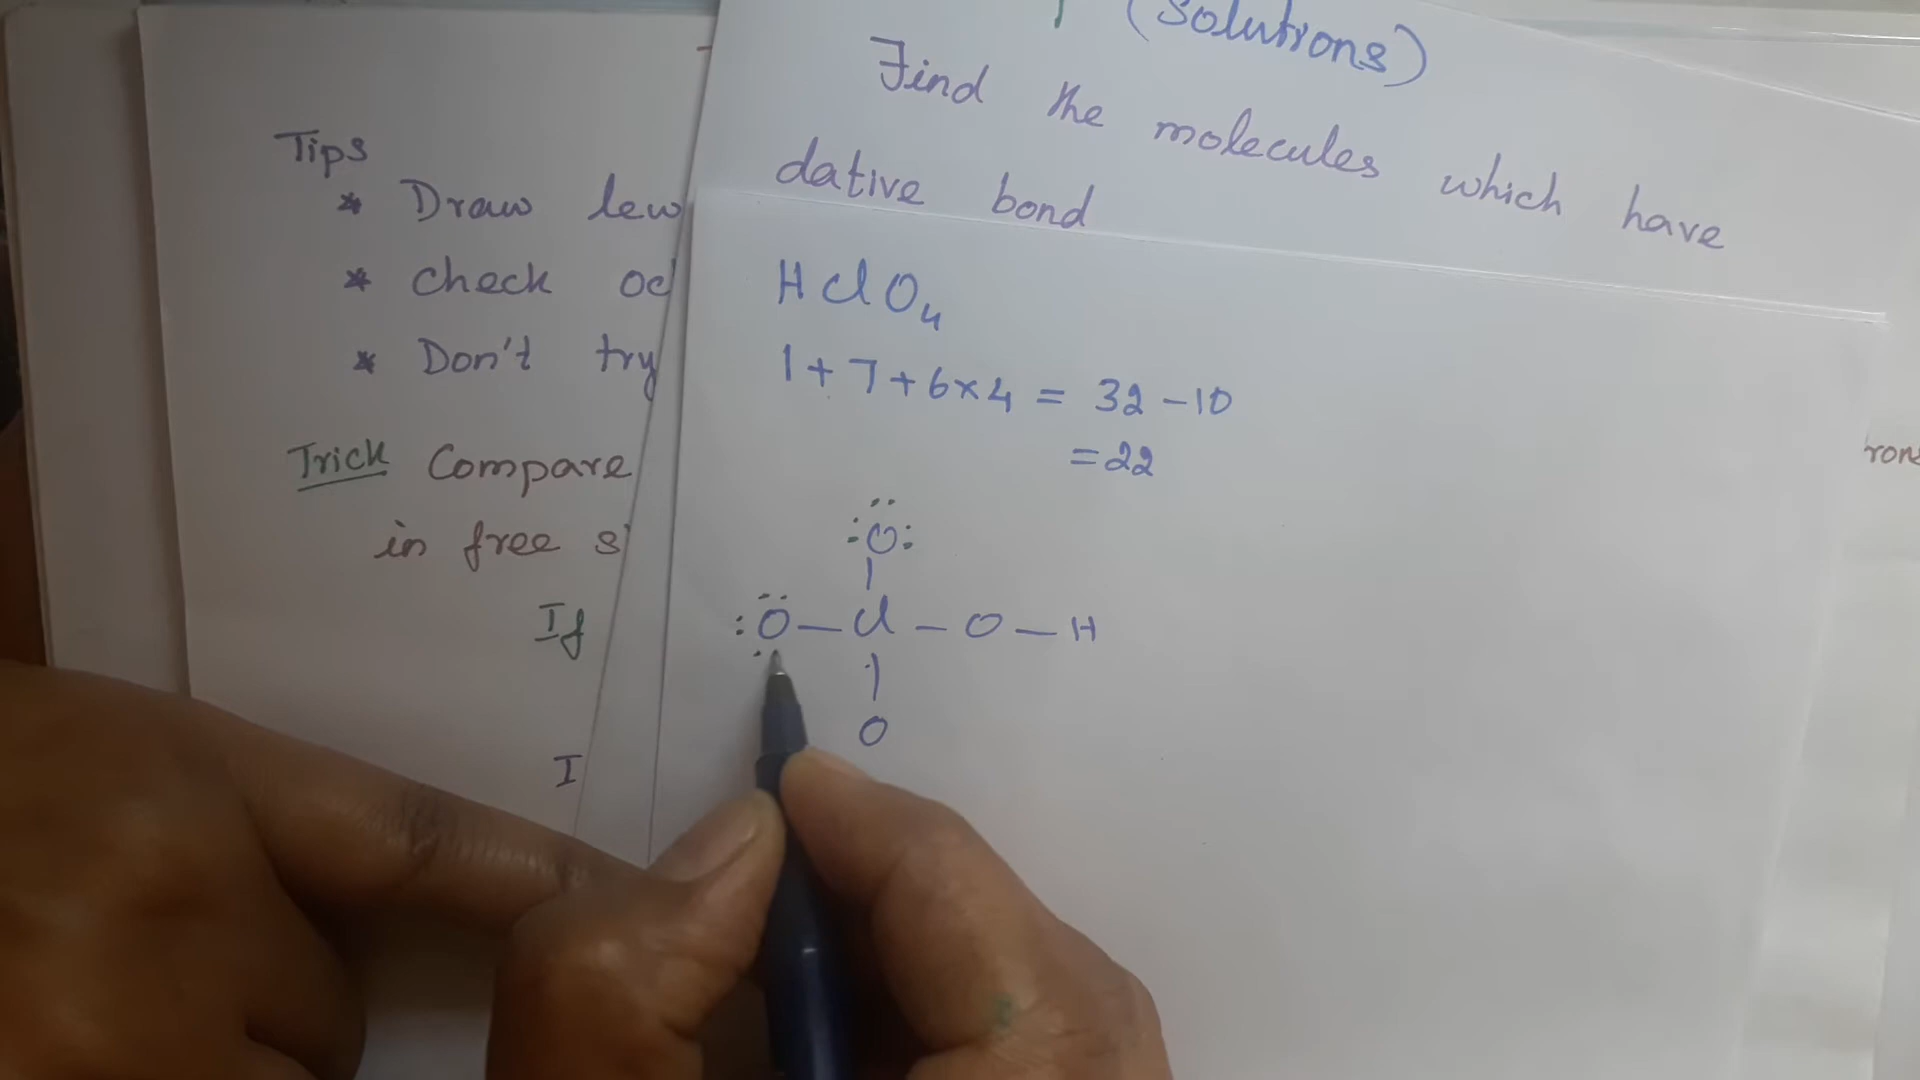 (Solutions)
Find the molecules which have
dative bond
Tips
* Draw lew
* check oc
* Don't try
Trick Compare
in free s
If
I
HClO₄
1+7+6×4 = 32-10
=22
:O:
:O-Cl-O-H
O
ron